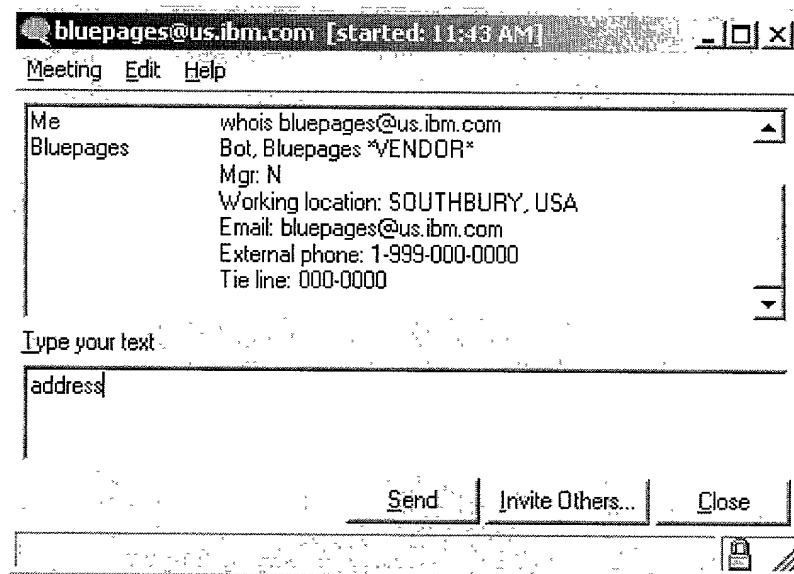 bluepages@us.ibm.com [started: 11:43 AM]
Meeting Edit Help
Me whois bluepages@us.ibm.com
Bluepages Bot, Bluepages *VENDOR*
Mgr: N
Working location: SOUTHBURY, USA
Email: bluepages@us.ibm.com
External phone: 1-999-000-0000
Tie line: 000-0000
Type your text
address
Send Invite Others... Close